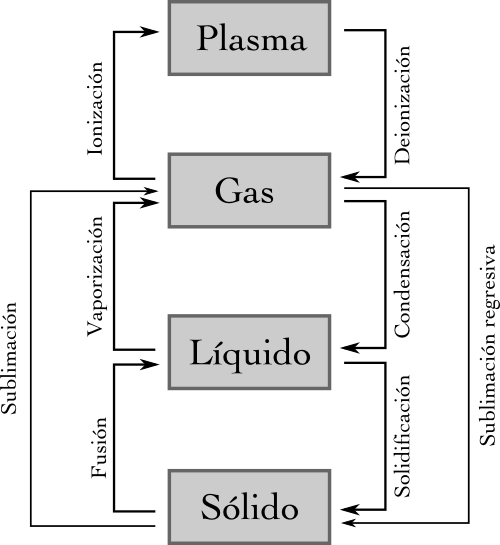 Plasma
Ionización
Deionización
Gas
Vaporización
Condensación
Sublimación
Sublimación regresiva
Líquido
Fusión
Solidificación
Sólido